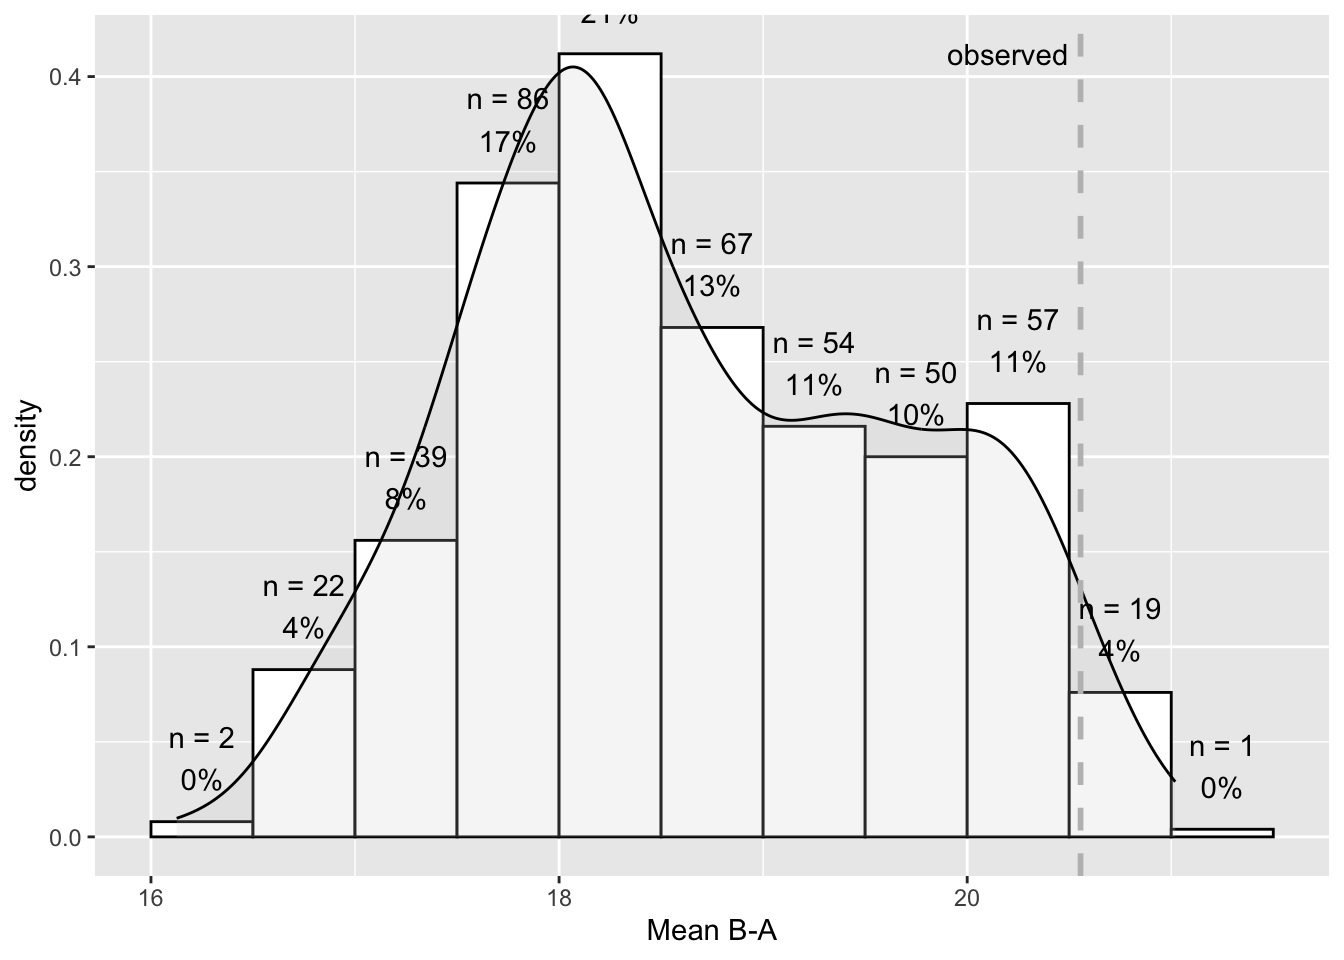 21%
observed
n = 86
17%
n = 67
13%
n = 57
11%
n = 54
11%
n = 50
10%
n = 39
8%
n = 22
4%
n = 19
4%
n = 2
0%
n = 1
0%
0.4
0.3
0.2
0.1
0.0
density
16
18
20
Mean B-A